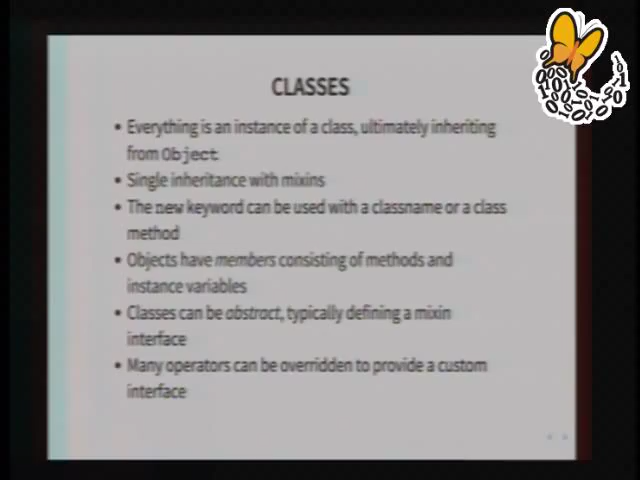 CLASSES
• Everything is an instance of a class, ultimately inheriting
from Object
• Single inheritance with mixins
• The new keyword can be used with a classname or a class
method
• Objects have members consisting of methods and
instance variables
• Classes can be abstract, typically defining a mixin
interface
• Many operators can be overridden to provide a custom
interface